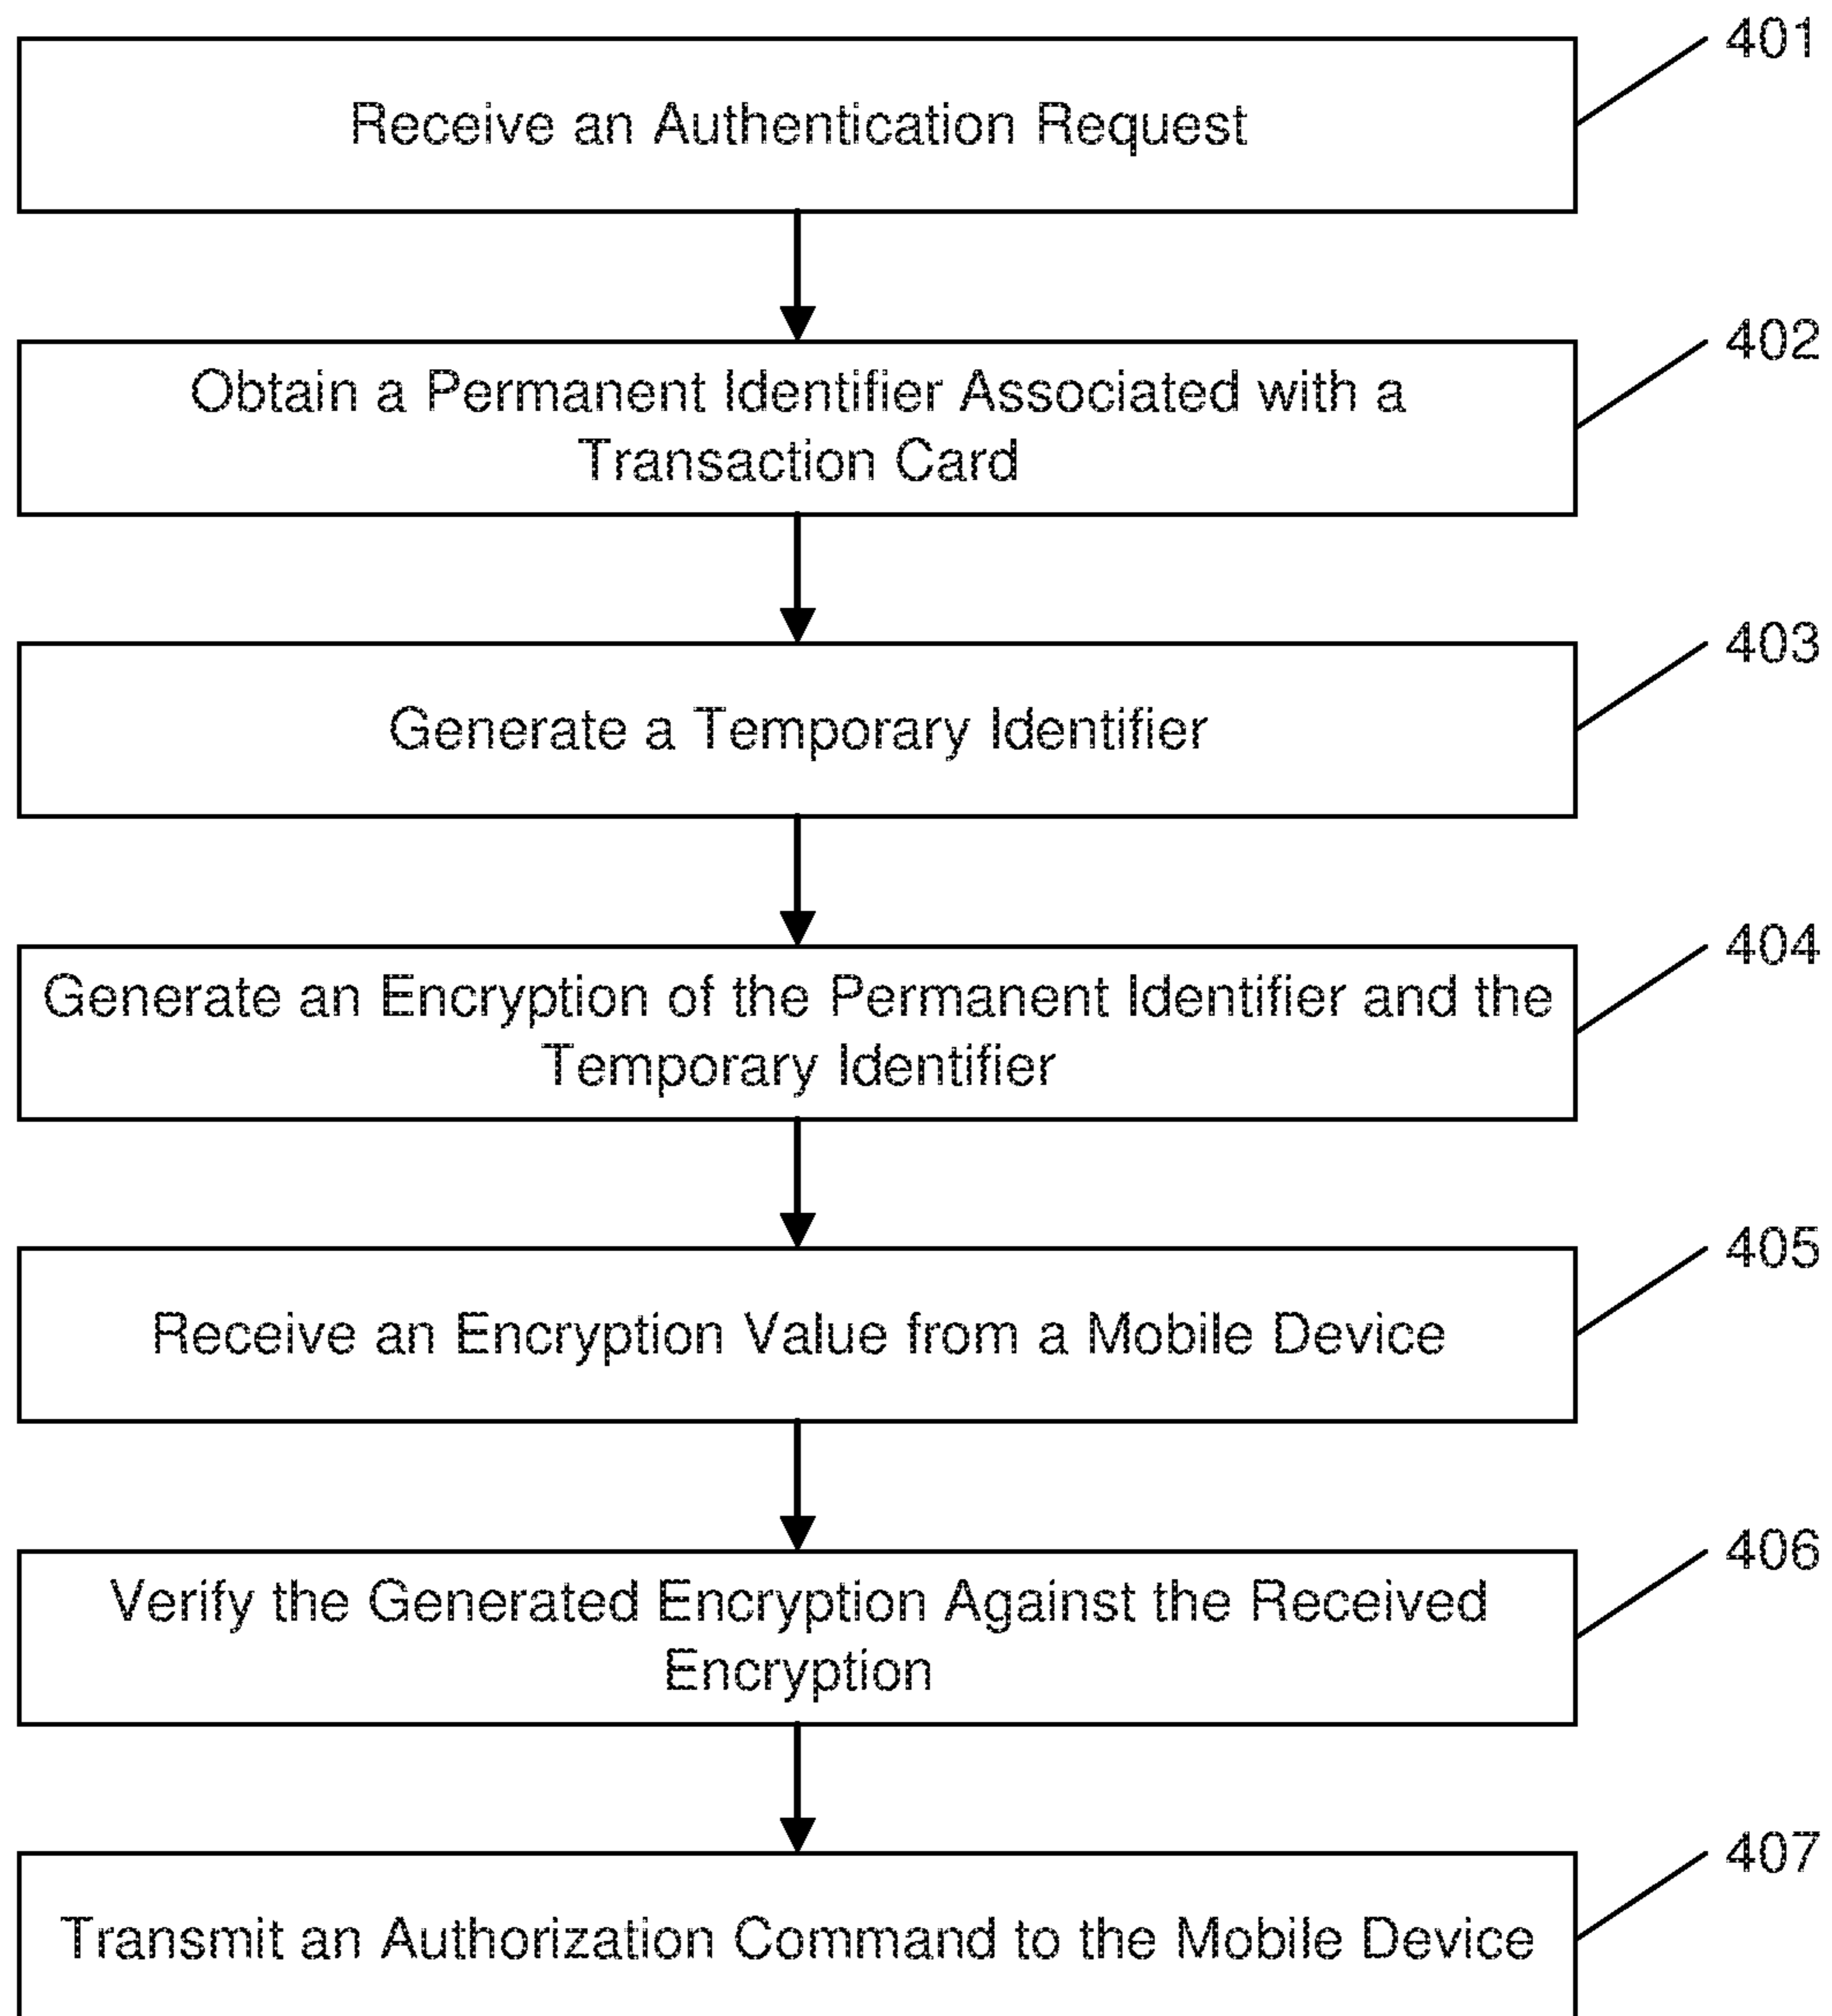 401
Receive an Authentication Request
402
Obtain a Permanent Identifier Associated with a
Transaction Card
403
Generate a Temporary Identifier
404
Generate an Encryption of the Permanent Identifier and the
Temporary Identifier
405
Receive an Encryption Value from a Mobile Device
406
Verify the Generated Encryption Against the Received
Encryption
407
Transmit an Authorization Command to the Mobile Device